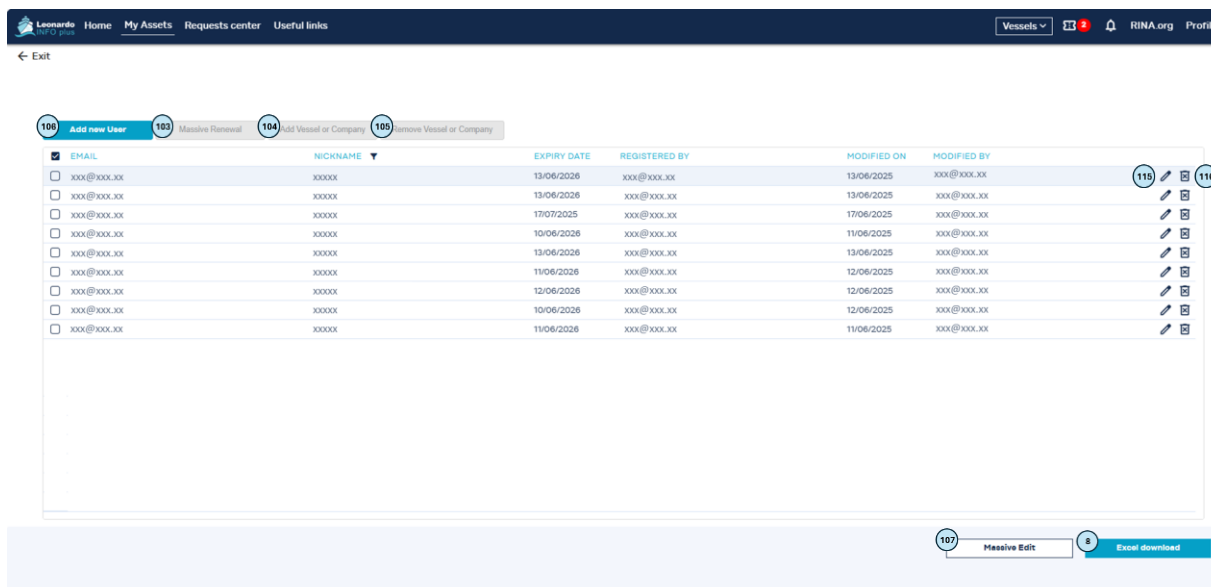 Leonardo INFO plus Home My Assets Requests center Useful links Vessels 2 RINA.org Profil
← Exit
106 Add new User 103 Massive Renewal 104 Add Vessel or Company 105 Remove Vessel or Company
EMAIL NICKNAME EXPIRY DATE REGISTERED BY MODIFIED ON MODIFIED BY
xxx@xxx.xx xxxxx 13/06/2026 xxx@xxx.xx 13/06/2025 xxx@xxx.xx 115 110
xxx@xxx.xx xxxxx 13/06/2026 xxx@xxx.xx 13/06/2025 xxx@xxx.xx
xxx@xxx.xx xxxxx 17/07/2025 xxx@xxx.xx 17/06/2025 xxx@xxx.xx
xxx@xxx.xx xxxxx 10/06/2026 xxx@xxx.xx 11/06/2025 xxx@xxx.xx
xxx@xxx.xx xxxxx 13/06/2026 xxx@xxx.xx 13/06/2025 xxx@xxx.xx
xxx@xxx.xx xxxxx 11/06/2026 xxx@xxx.xx 12/06/2025 xxx@xxx.xx
xxx@xxx.xx xxxxx 12/06/2026 xxx@xxx.xx 12/06/2025 xxx@xxx.xx
xxx@xxx.xx xxxxx 10/06/2026 xxx@xxx.xx 12/06/2025 xxx@xxx.xx
xxx@xxx.xx xxxxx 11/06/2026 xxx@xxx.xx 11/06/2025 xxx@xxx.xx
107 Massive Edit 8 Excel download